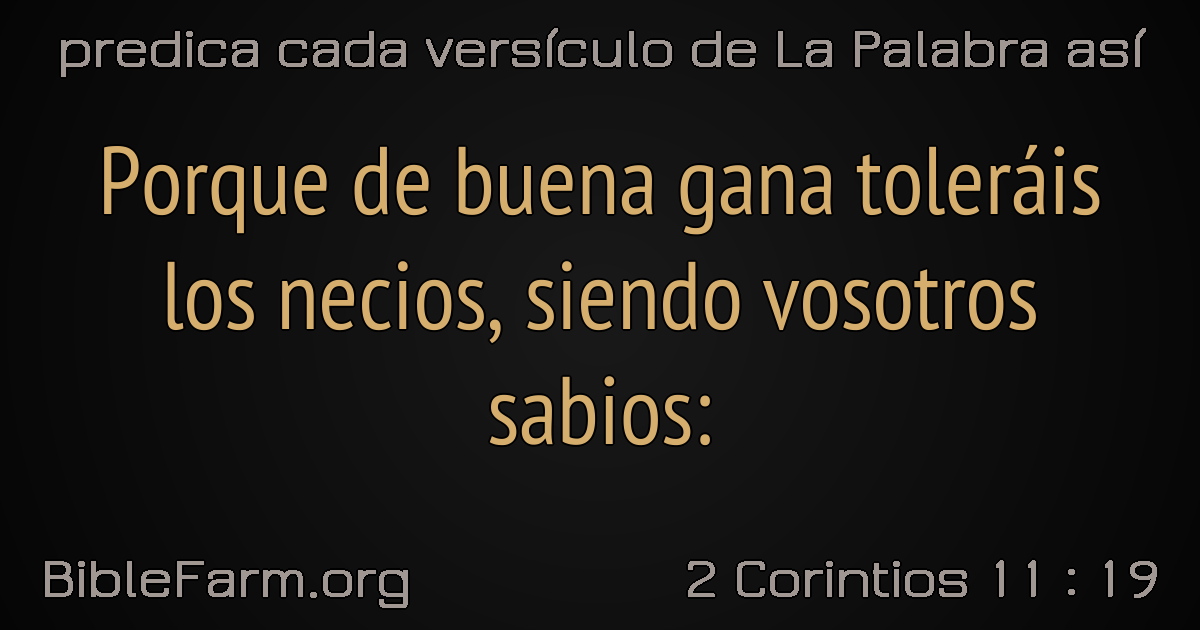 predica cada versículo de La Palabra así
Porque de buena gana toleráis
los necios, siendo vosotros
sabios:
BibleFarm.org
2 Corintios 11 : 19